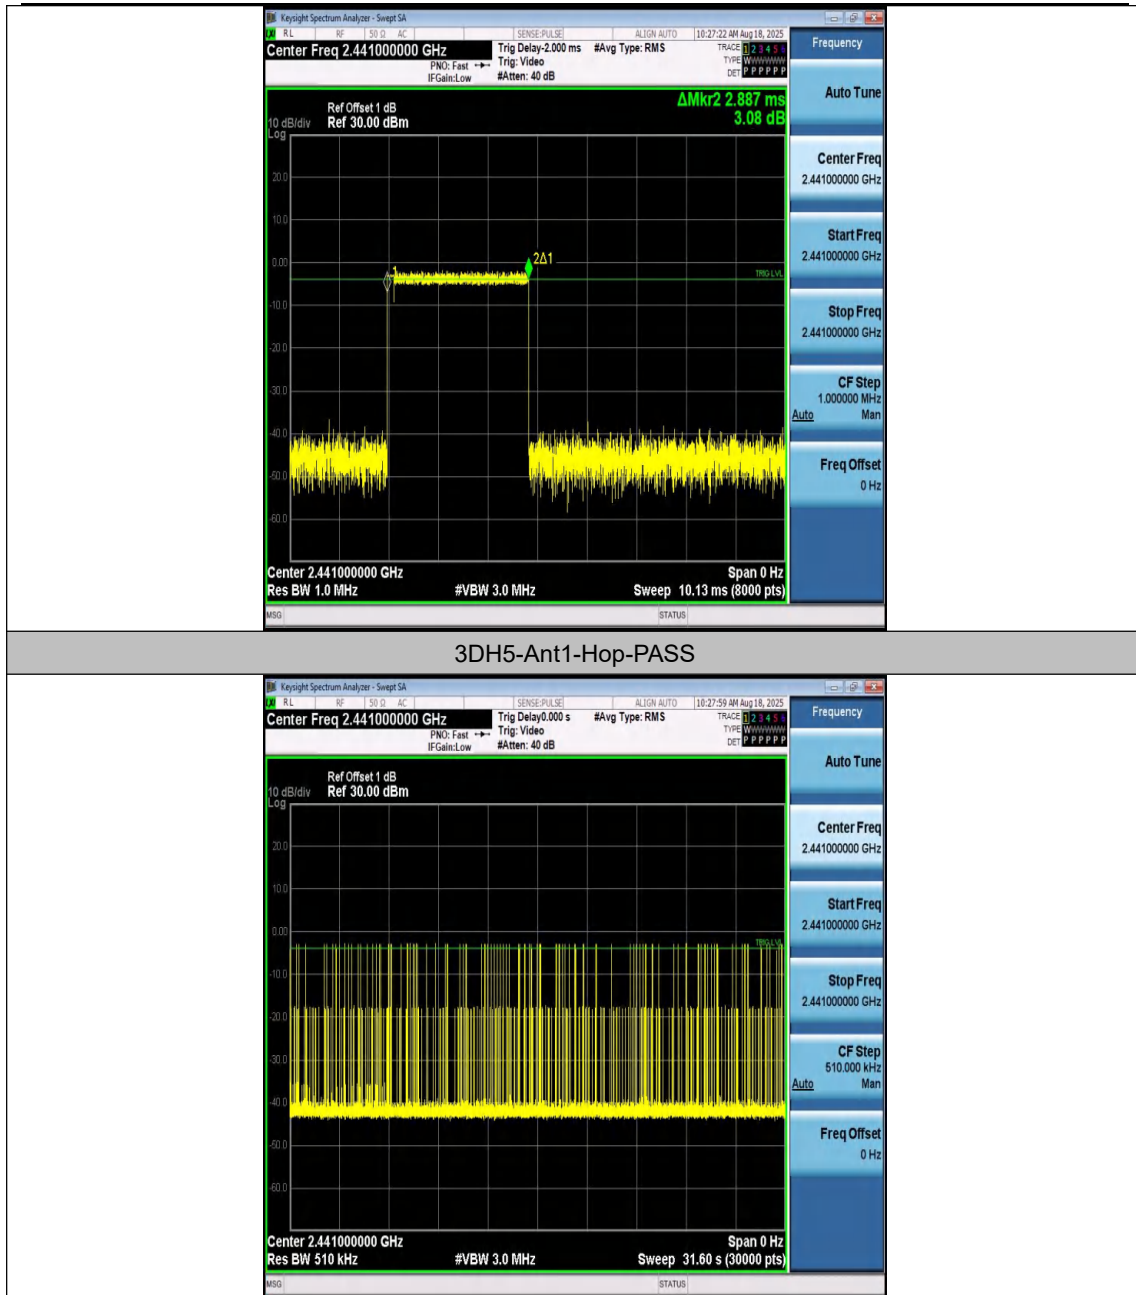 Keysight Spectrum Analyzer - Swept SA
RL RF 50 Ω AC SENSE:PULSE ALIGN AUTO 10:27:22 AM Aug 18, 2025
Center Freq 2.441000000 GHz
Trig Delay-2.000 ms #Avg Type: RMS
TRACE 1 2 3 4 5 6
PNO: Fast Trig: Video
TYPE W
IFGain:Low #Atten: 40 dB
DET P P P P P P
Frequency
Auto Tune
Ref Offset 1 dB
10 dB/div Ref 30.00 dBm
Log
ΔMkr2 2.887 ms
3.08 dB
20.0
10.0
0.00
-10.0
-20.0
-30.0
-40.0
-50.0
-60.0
1
2Δ1
TRIG LVL
Center Freq
2.441000000 GHz
Start Freq
2.441000000 GHz
Stop Freq
2.441000000 GHz
CF Step
1.000000 MHz
Auto Man
Freq Offset
0 Hz
Center 2.441000000 GHz Span 0 Hz
Res BW 1.0 MHz #VBW 3.0 MHz Sweep 10.13 ms (8000 pts)
MSG STATUS
3DH5-Ant1-Hop-PASS
Keysight Spectrum Analyzer - Swept SA
RL RF 50 Ω AC SENSE:PULSE ALIGN AUTO 10:27:59 AM Aug 18, 2025
Center Freq 2.441000000 GHz
Trig Delay0.000 s #Avg Type: RMS
TRACE 1 2 3 4 5 6
PNO: Fast Trig: Video
TYPE W
IFGain:Low #Atten: 40 dB
DET P P P P P P
Frequency
Auto Tune
Ref Offset 1 dB
10 dB/div Ref 30.00 dBm
Log
20.0
10.0
0.00
-10.0
-20.0
-30.0
-40.0
-50.0
-60.0
TRIG LVL
Center Freq
2.441000000 GHz
Start Freq
2.441000000 GHz
Stop Freq
2.441000000 GHz
CF Step
510.000 kHz
Auto Man
Freq Offset
0 Hz
Center 2.441000000 GHz Span 0 Hz
Res BW 510 kHz #VBW 3.0 MHz Sweep 31.60 s (30000 pts)
MSG STATUS